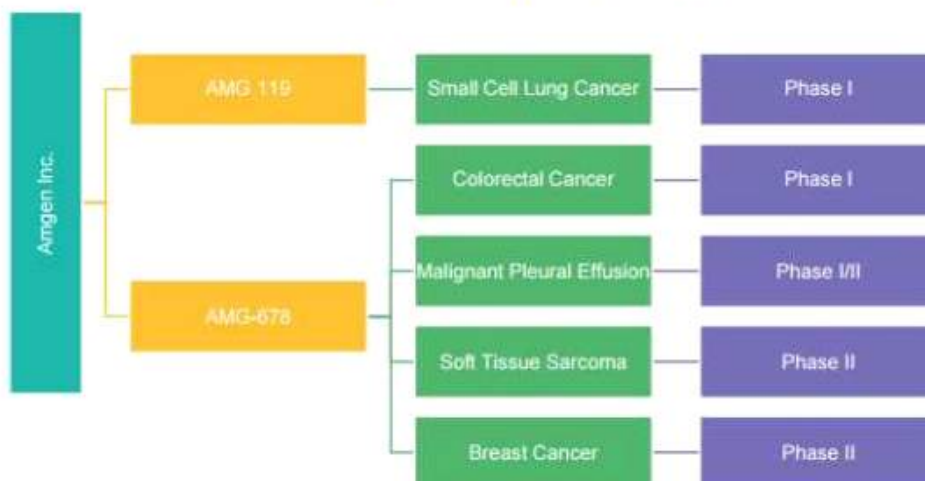 Amgen Inc.
AMG 119
Small Cell Lung Cancer
Phase I
Colorectal Cancer
Phase I
Malignant Pleural Effusion
Phase I/II
AMG-678
Soft Tissue Sarcoma
Phase II
Breast Cancer
Phase II